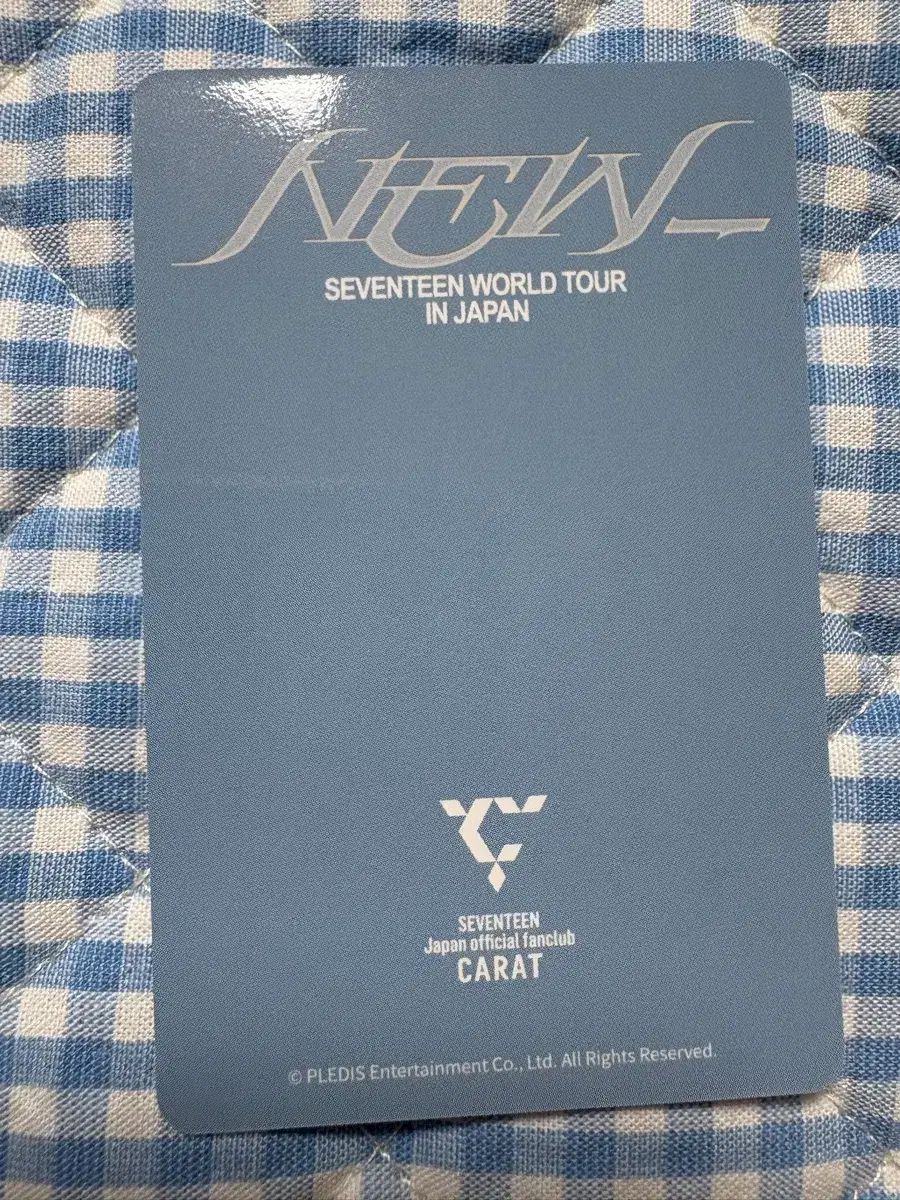 NEW_
SEVENTEEN WORLD TOUR
IN JAPAN
SEVENTEEN
Japan official fanclub
CARAT
© PLEDIS Entertainment Co., Ltd. All Rights Reserved.